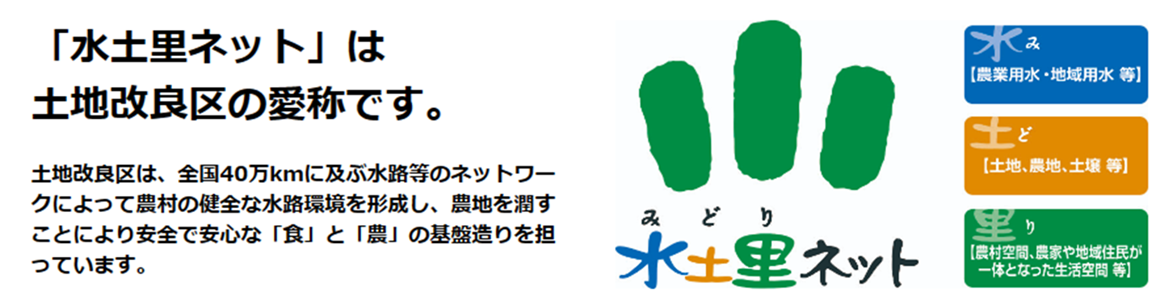 「水土里ネット」は
土地改良区の愛称です。
土地改良区は、全国40万kmに及ぶ水路等のネットワー
クによって農村の健全な水路環境を形成し、農地を潤す
ことにより安全で安心な「食」と「農」の基盤造りを担
っています。
みどり
水土里ネット
水み
【農業用水・地域用水 等】
土ど
【土地、農地、土壌 等】
里り
【農村空間、農家や地域住民が
一体となった生活空間 等】